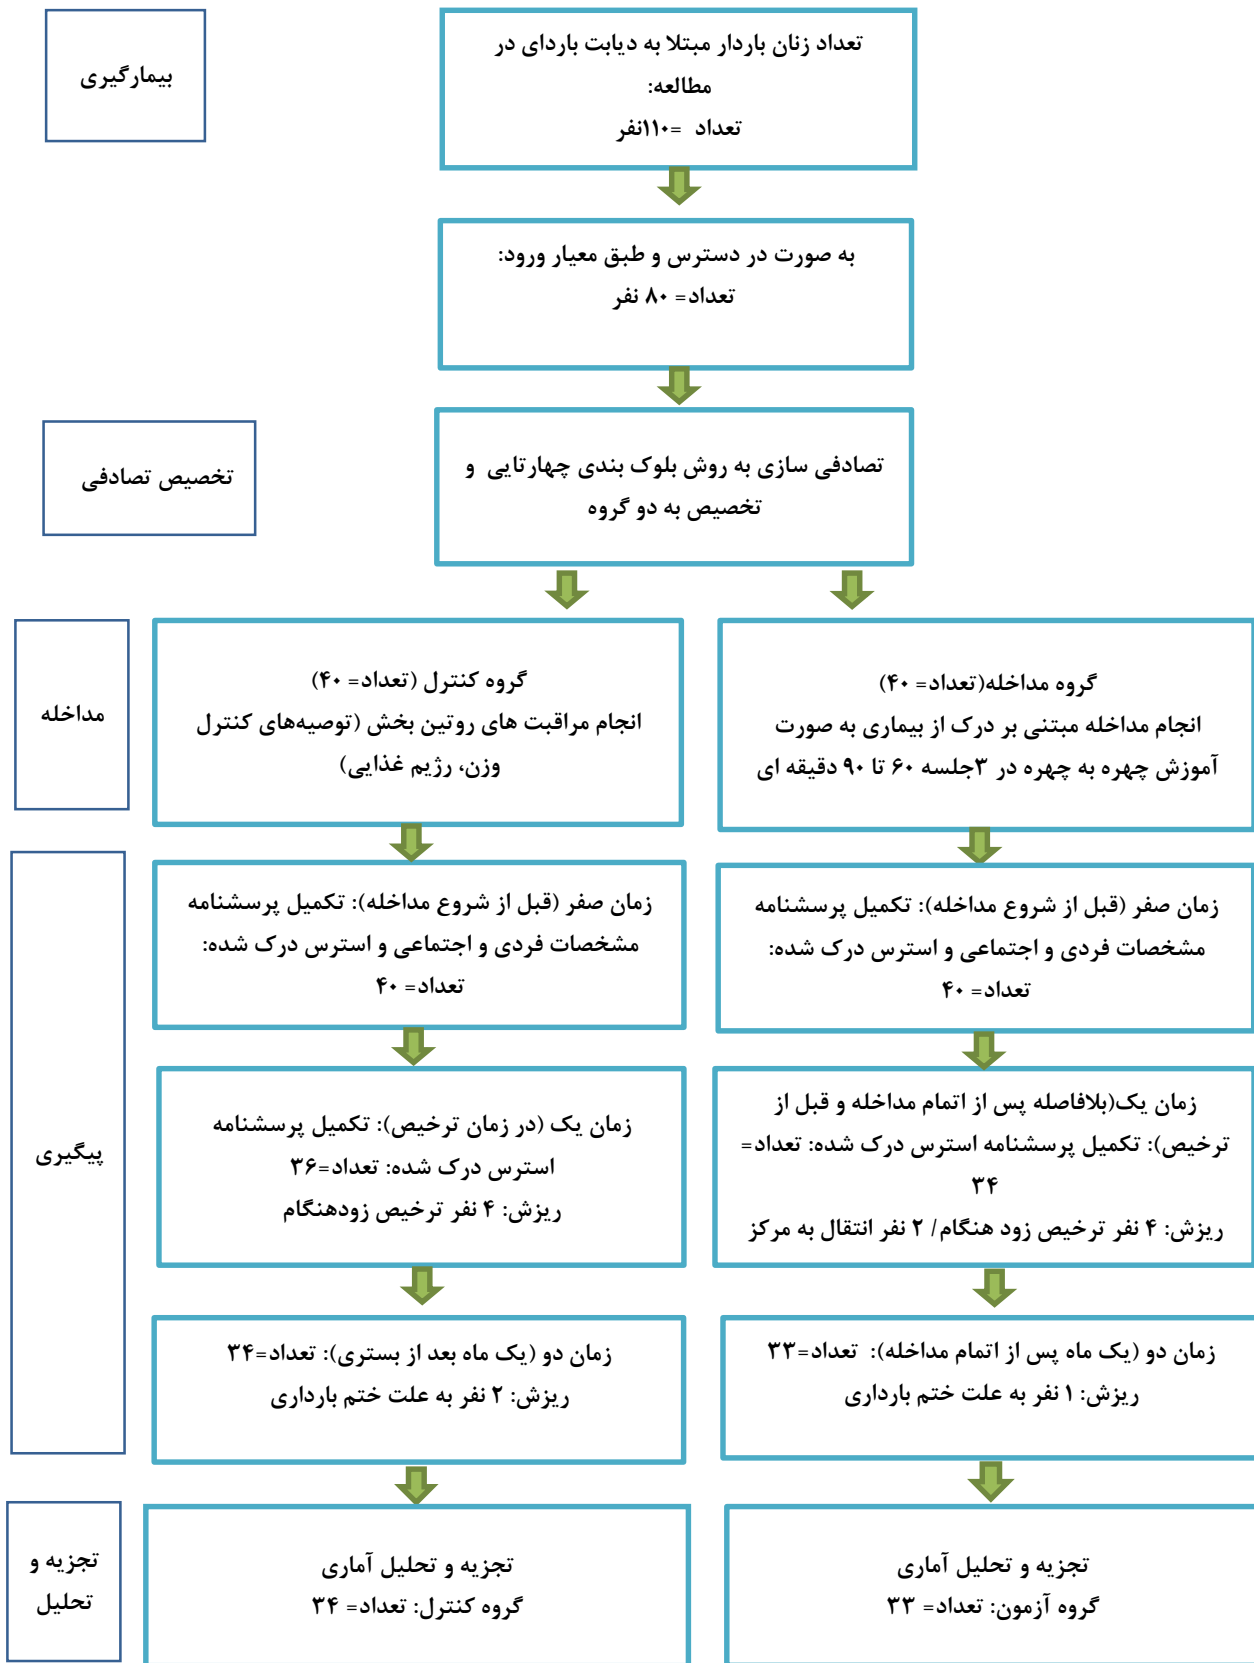 بیمارگیری
تعداد زنان باردار مبتلا به دیابت باردای در
مطالعه:
تعداد =۱۱۰نفر
به صورت در دسترس و طبق معیار ورود:
تعداد= ۸۰ نفر
تخصیص تصادفی
تصادفی سازی به روش بلوک بندی چهارتایی و
تخصیص به دو گروه
مداخله
گروه مداخله(تعداد= ۴۰)
انجام مداخله مبتنی بر درک از بیماری به صورت
آموزش چهره به چهره در ۳جلسه ۶۰ تا ۹۰ دقیقه ای
گروه کنترل (تعداد= ۴۰)
انجام مراقبت های روتین بخش (توصیه‌های کنترل
وزن، رژیم غذایی)
پیگیری
زمان صفر (قبل از شروع مداخله): تکمیل پرسشنامه
مشخصات فردی و اجتماعی و استرس درک شده:
تعداد= ۴۰
زمان صفر (قبل از شروع مداخله): تکمیل پرسشنامه
مشخصات فردی و اجتماعی و استرس درک شده:
تعداد= ۴۰
زمان یک(بلافاصله پس از اتمام مداخله و قبل از
ترخیص): تکمیل پرسشنامه استرس درک شده: تعداد=
۳۴
ریزش: ۴ نفر ترخیص زود هنگام/ ۲ نفر انتقال به مرکز
زمان یک (در زمان ترخیص): تکمیل پرسشنامه
استرس درک شده: تعداد=۳۶
ریزش: ۴ نفر ترخیص زودهنگام
زمان دو (یک ماه پس از اتمام مداخله): تعداد=۳۳
ریزش: ۱ نفر به علت ختم بارداری
زمان دو (یک ماه بعد از بستری): تعداد=۳۴
ریزش: ۲ نفر به علت ختم بارداری
تجزیه و
تحلیل
تجزیه و تحلیل آماری
گروه آزمون: تعداد= ۳۳
تجزیه و تحلیل آماری
گروه کنترل: تعداد= ۳۴